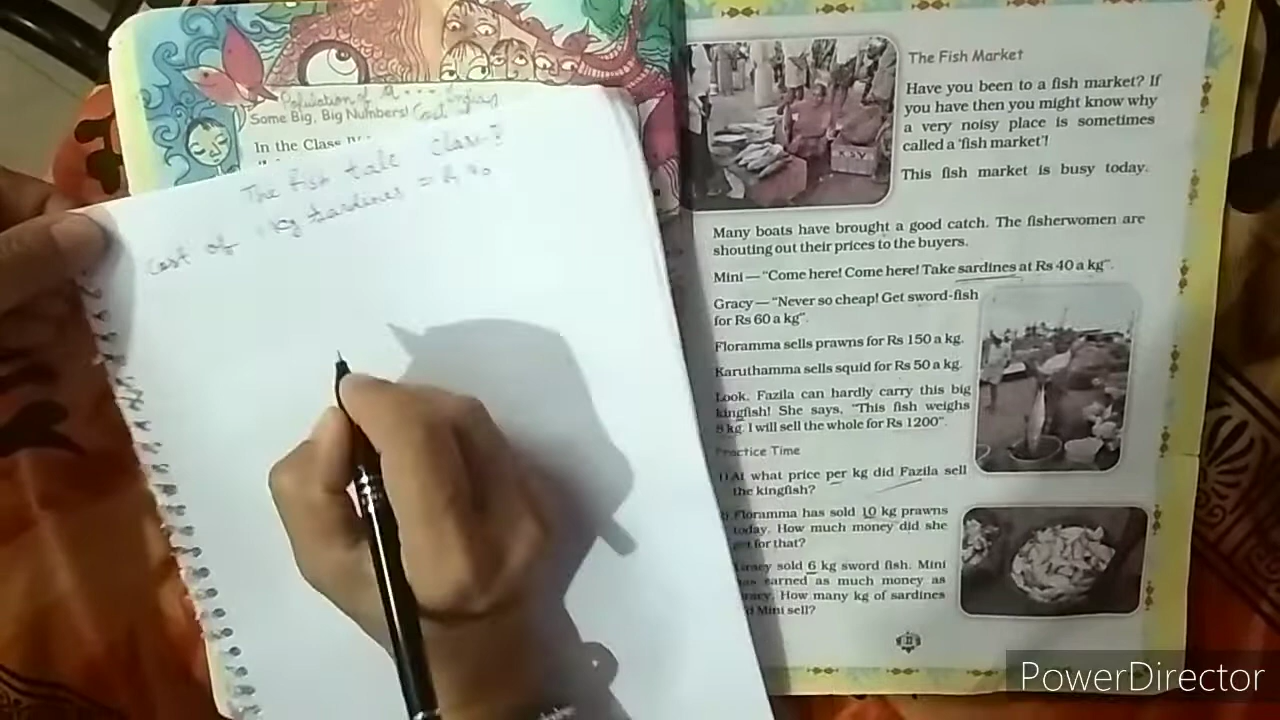 Population of
Some Big, Big Numbers! Cost
In the Class
The fish tale Class-5
Cost of 1 kg sardines =
The Fish Market
Have you been to a fish market? If
you have then you might know why
a very noisy place is sometimes
called a 'fish market'!
This fish market is busy today.
Many boats have brought a good catch. The fisherwomen are
shouting out their prices to the buyers.
Mini — "Come here! Come here! Take sardines at Rs 40 a kg".
Gracy — "Never so cheap! Get sword-fish
for Rs 60 a kg".
Floramma sells prawns for Rs 150 a kg.
Karuthamma sells squid for Rs 50 a kg.
Look, Fazila can hardly carry this big
kingfish! She says, "This fish weighs
8 kg. I will sell the whole for Rs 1200".
Practice Time
1) At what price per kg did Fazila sell
the kingfish?
Floramma has sold 10 kg prawns
today. How much money did she
get for that?
Gracy sold 6 kg sword fish. Mini
has earned as much money as
Gracy. How many kg of sardines
did Mini sell?
PowerDirector